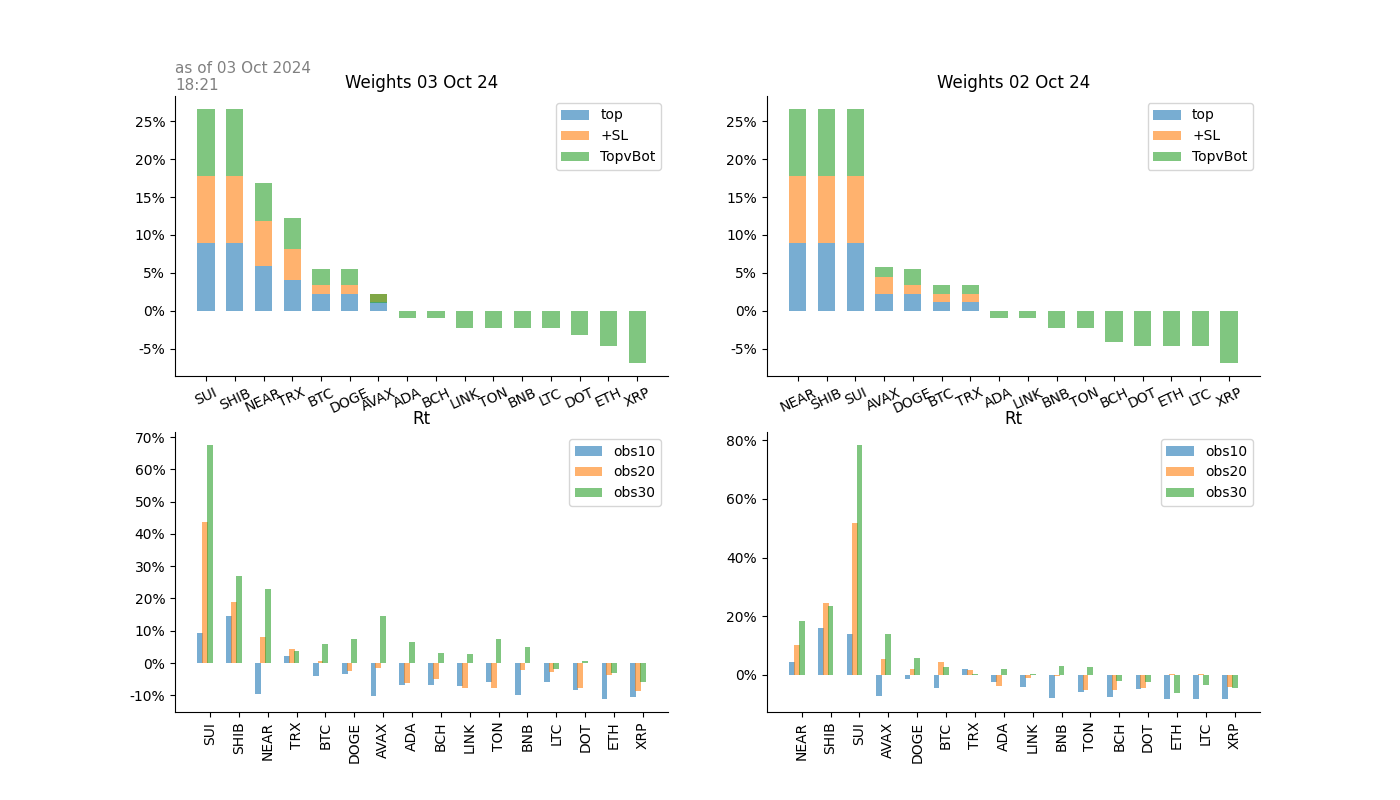 as of 03 Oct 2024
18:21
Weights 03 Oct 24
25%
20%
15%
10%
5%
0%
-5%
top
+SL
TopvBot
SUI SHIB NEAR TRX BTC DOGE AVAX ADA BCH LINK TON BNB LTC DOT ETH XRP
Weights 02 Oct 24
25%
20%
15%
10%
5%
0%
-5%
top
+SL
TopvBot
NEAR SHIB SUI AVAX DOGE BTC TRX ADA LINK BNB TON BCH DOT ETH LTC XRP
Rt
70%
60%
50%
40%
30%
20%
10%
0%
-10%
obs10
obs20
obs30
SUI SHIB NEAR TRX BTC DOGE AVAX ADA BCH LINK TON BNB LTC DOT ETH XRP
Rt
80%
60%
40%
20%
0%
obs10
obs20
obs30
NEAR SHIB SUI AVAX DOGE BTC TRX ADA LINK BNB TON BCH DOT ETH LTC XRP